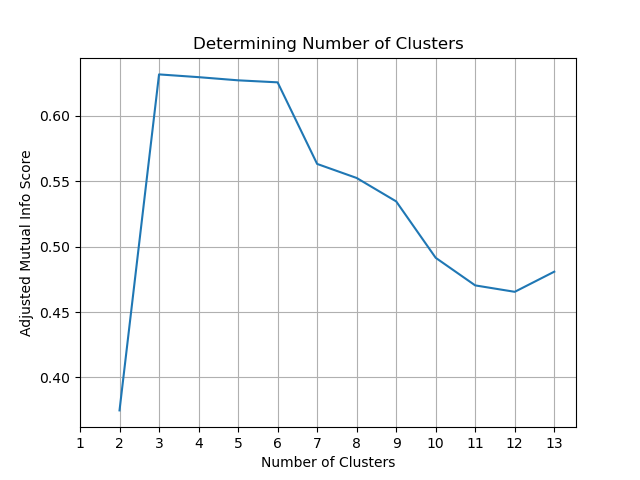 Determining Number of Clusters
Adjusted Mutual Info Score
0.60
0.55
0.50
0.45
0.40
1 2 3 4 5 6 7 8 9 10 11 12 13
Number of Clusters